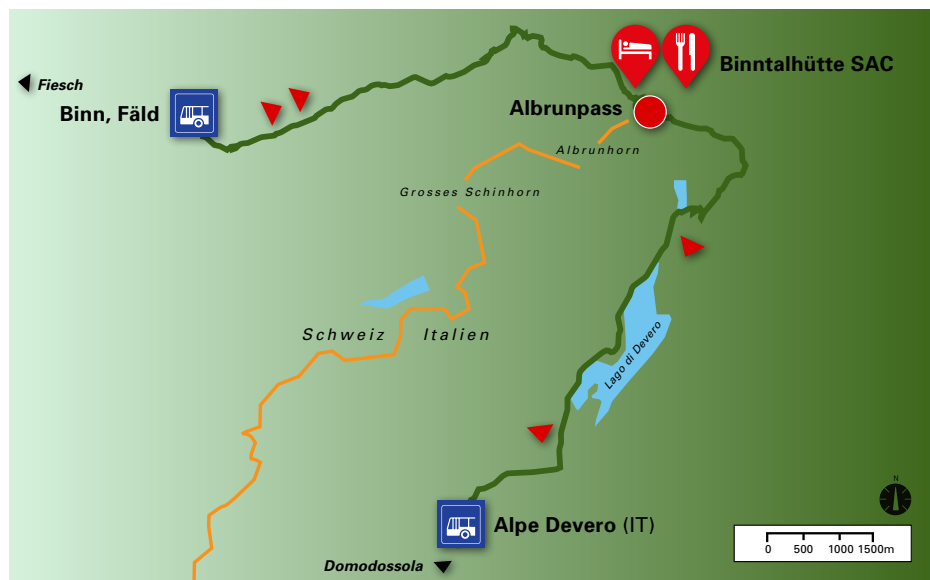 Binntalhütte SAC
Fiesch
Binn, Fäld
Albrunpass
Albrunhorn
Grosses Schinhorn
Schweiz Italien
Lago di Devero
N
Alpe Devero (IT)
0 500 1000 1500m
Domodossola